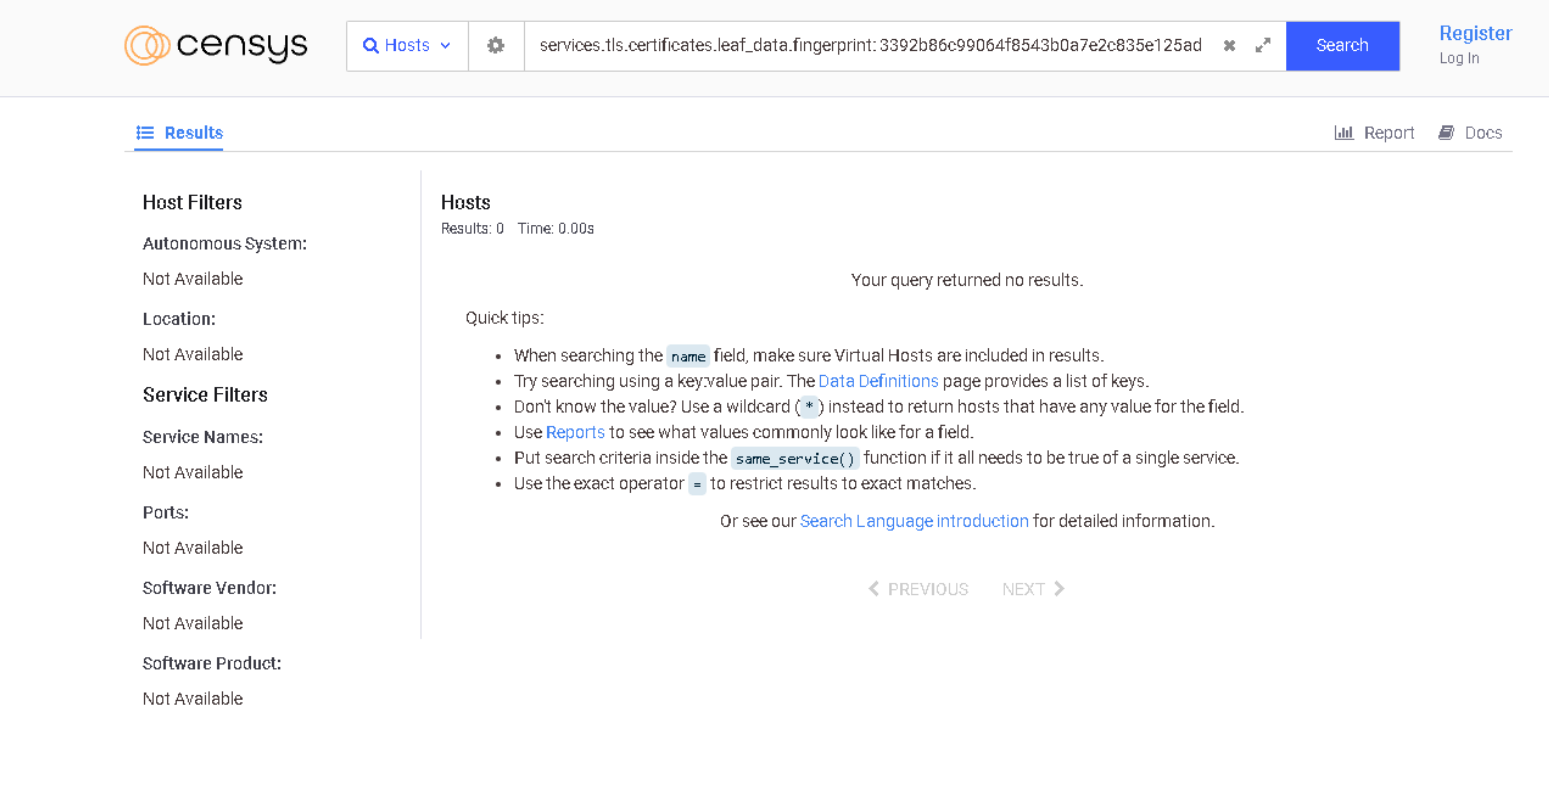 censys
Hosts
services.tls.certificates.leaf_data.fingerprint: 3392b86c99064f8543b0a7e2c835e125ad
Search
Register
Log In
Results
Report
Docs
Host Filters
Autonomous System:
Not Available
Location:
Not Available
Service Filters
Service Names:
Not Available
Ports:
Not Available
Software Vendor:
Not Available
Software Product:
Not Available
Hosts
Results: 0 Time: 0.00s
Your query returned no results.
Quick tips:
• When searching the name field, make sure Virtual Hosts are included in results.
• Try searching using a key:value pair. The Data Definitions page provides a list of keys.
• Don't know the value? Use a wildcard (*) instead to return hosts that have any value for the field.
• Use Reports to see what values commonly look like for a field.
• Put search criteria inside the same_service() function if it all needs to be true of a single service.
• Use the exact operator = to restrict results to exact matches.
Or see our Search Language introduction for detailed information.
PREVIOUS NEXT